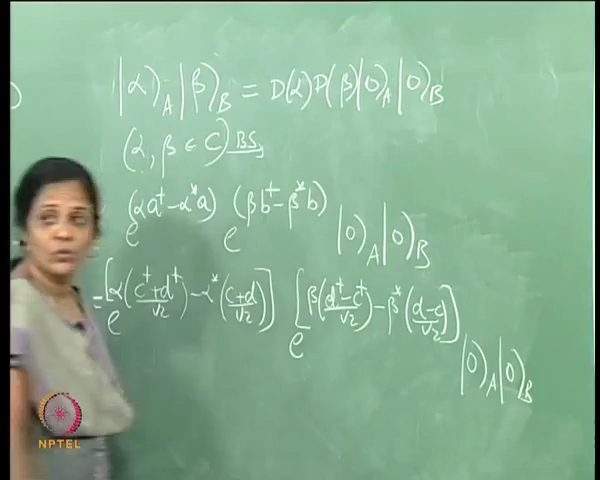 |α)_A |β)_B = D(α) D(β) |0)_A |0)_B
(α, β ∈ C) BS
e^(αa† - α*a) e^(βb† - β*b) |0)_A |0)_B
= e^[α((c† + d†)/√2) - α*((c+d)/√2)] e^[β((d† - c†)/√2) - β*((d-c)/√2)]
|0)_A |0)_B
)
NPTEL